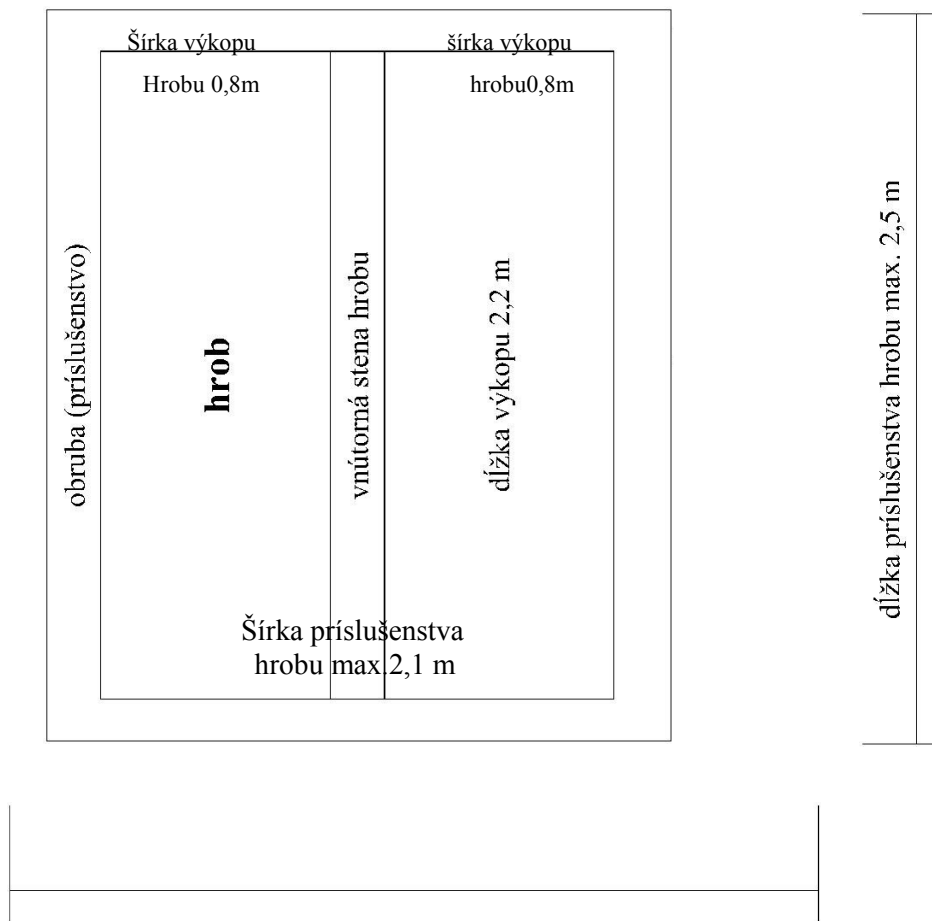 Šírka výkopu
Hrobu 0,8m
šírka výkopu
hrobu0,8m
obruba (príslušenstvo)
hrob
vnútorná stena hrobu
dĺžka výkopu 2,2 m
Šírka príslušenstva
hrobu max.2,1 m
dĺžka príslušenstva hrobu max. 2,5 m